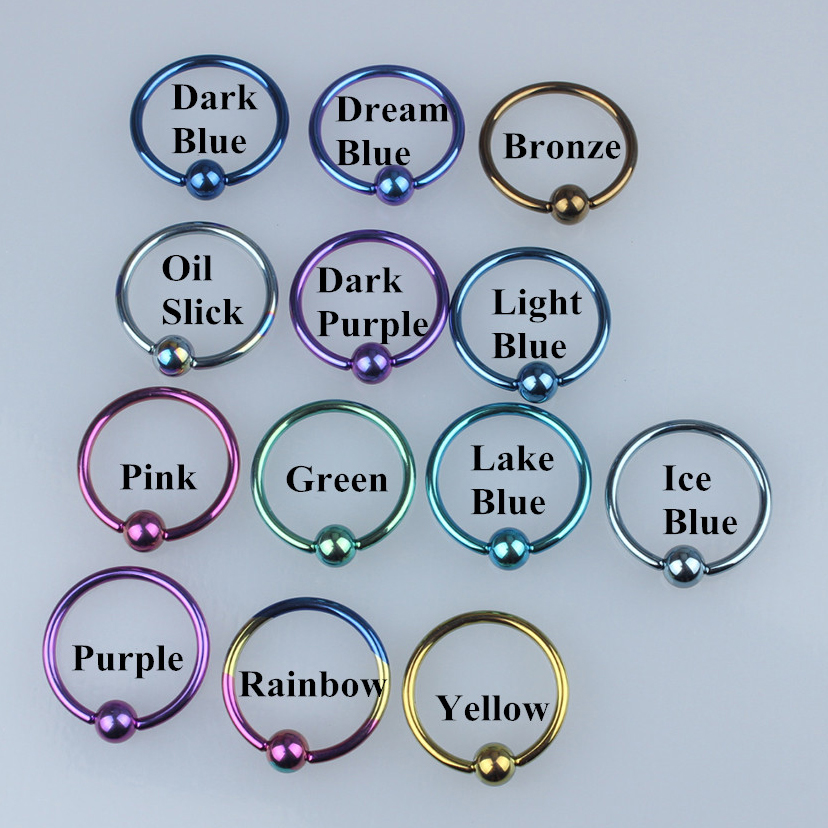 Dark
Blue
Dream
Blue
Bronze
Oil
Slick
Dark
Purple
Light
Blue
Pink
Green
Lake
Blue
Ice
Blue
Purple
Rainbow
Yellow